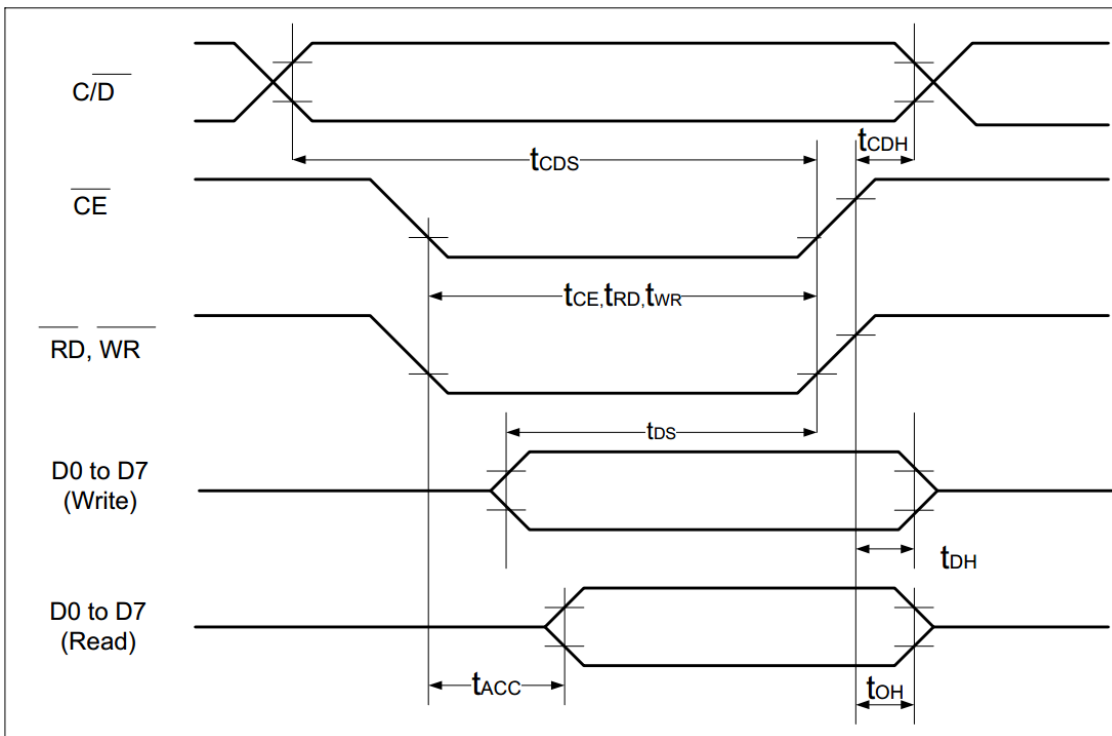 C/D
tCDH
tCDS
CE
tCE,tRD,tWR
RD, WR
tDS
D0 to D7
(Write)
tDH
D0 to D7
(Read)
tACC
tOH